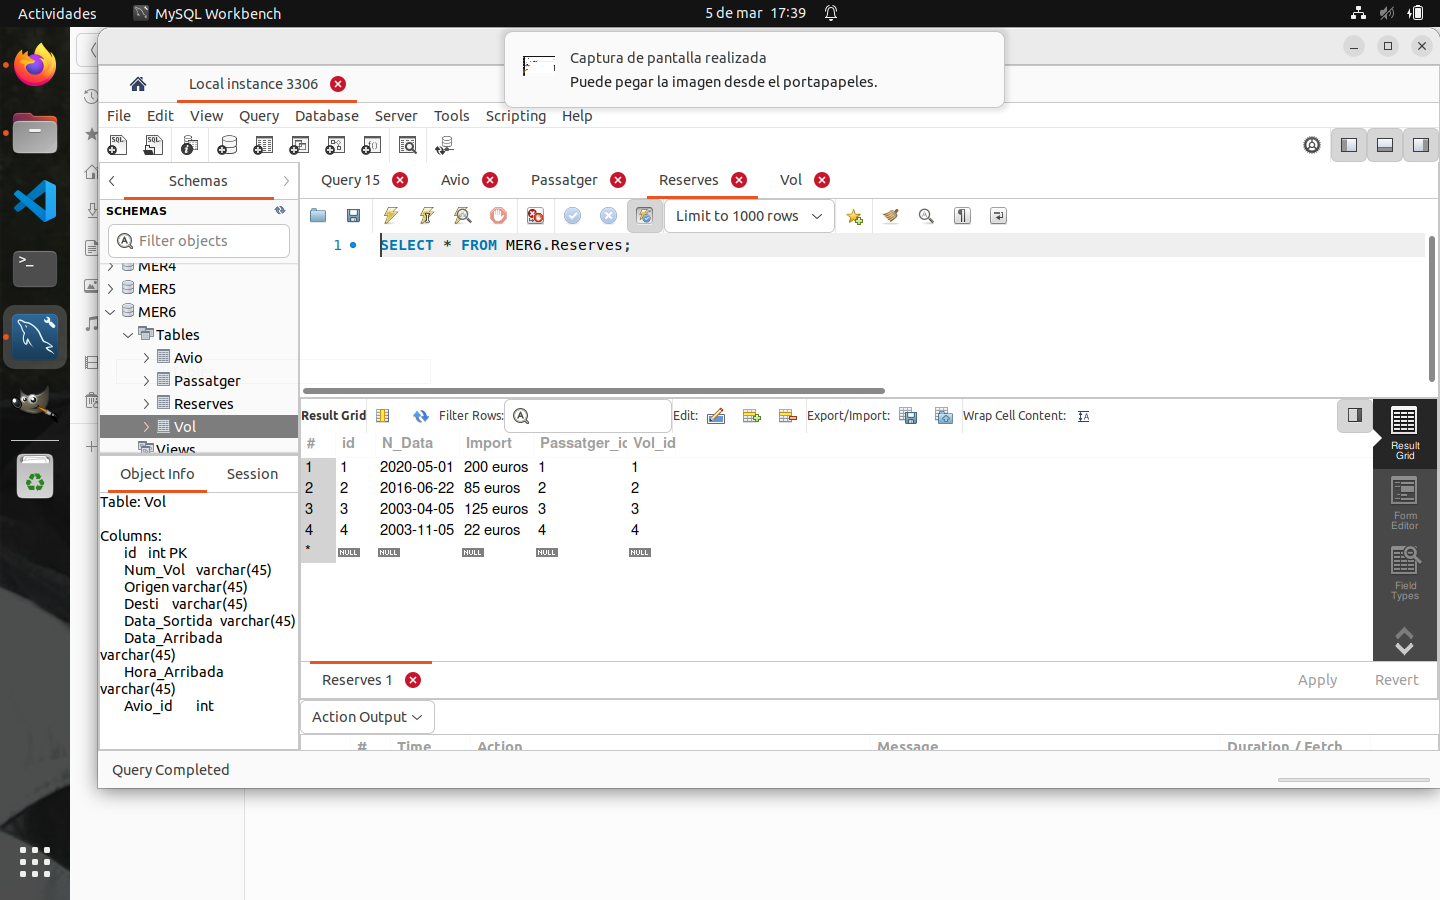 Actividades MySQL Workbench 5 de mar 17:39
Captura de pantalla realizada
Puede pegar la imagen desde el portapapeles.
Local instance 3306
File Edit View Query Database Server Tools Scripting Help
Schemas
Query 15 Avio Passatger Reserves Vol
SCHEMAS
Limit to 1000 rows
Filter objects
1 SELECT * FROM MER6.Reserves;
MER4
MER5
MER6
Tables
Avio
Passatger
Reserves
Vol
Views
Result Grid Filter Rows: Edit: Export/Import: Wrap Cell Content:
# id N_Data Import Passatger_ic Vol_id
1 1 2020-05-01 200 euros 1 1
2 2 2016-06-22 85 euros 2 2
3 3 2003-04-05 125 euros 3 3
4 4 2003-11-05 22 euros 4 4
* NULL NULL NULL NULL NULL
Result
Grid
Form
Editor
Field
Types
Object Info Session
Table: Vol
Columns:
id int PK
Num_Vol varchar(45)
Origen varchar(45)
Desti varchar(45)
Data_Sortida varchar(45)
Data_Arribada
varchar(45)
Hora_Arribada
varchar(45)
Avio_id int
Reserves 1 Apply Revert
Action Output
# Time Action Message Duration / Fetch
Query Completed